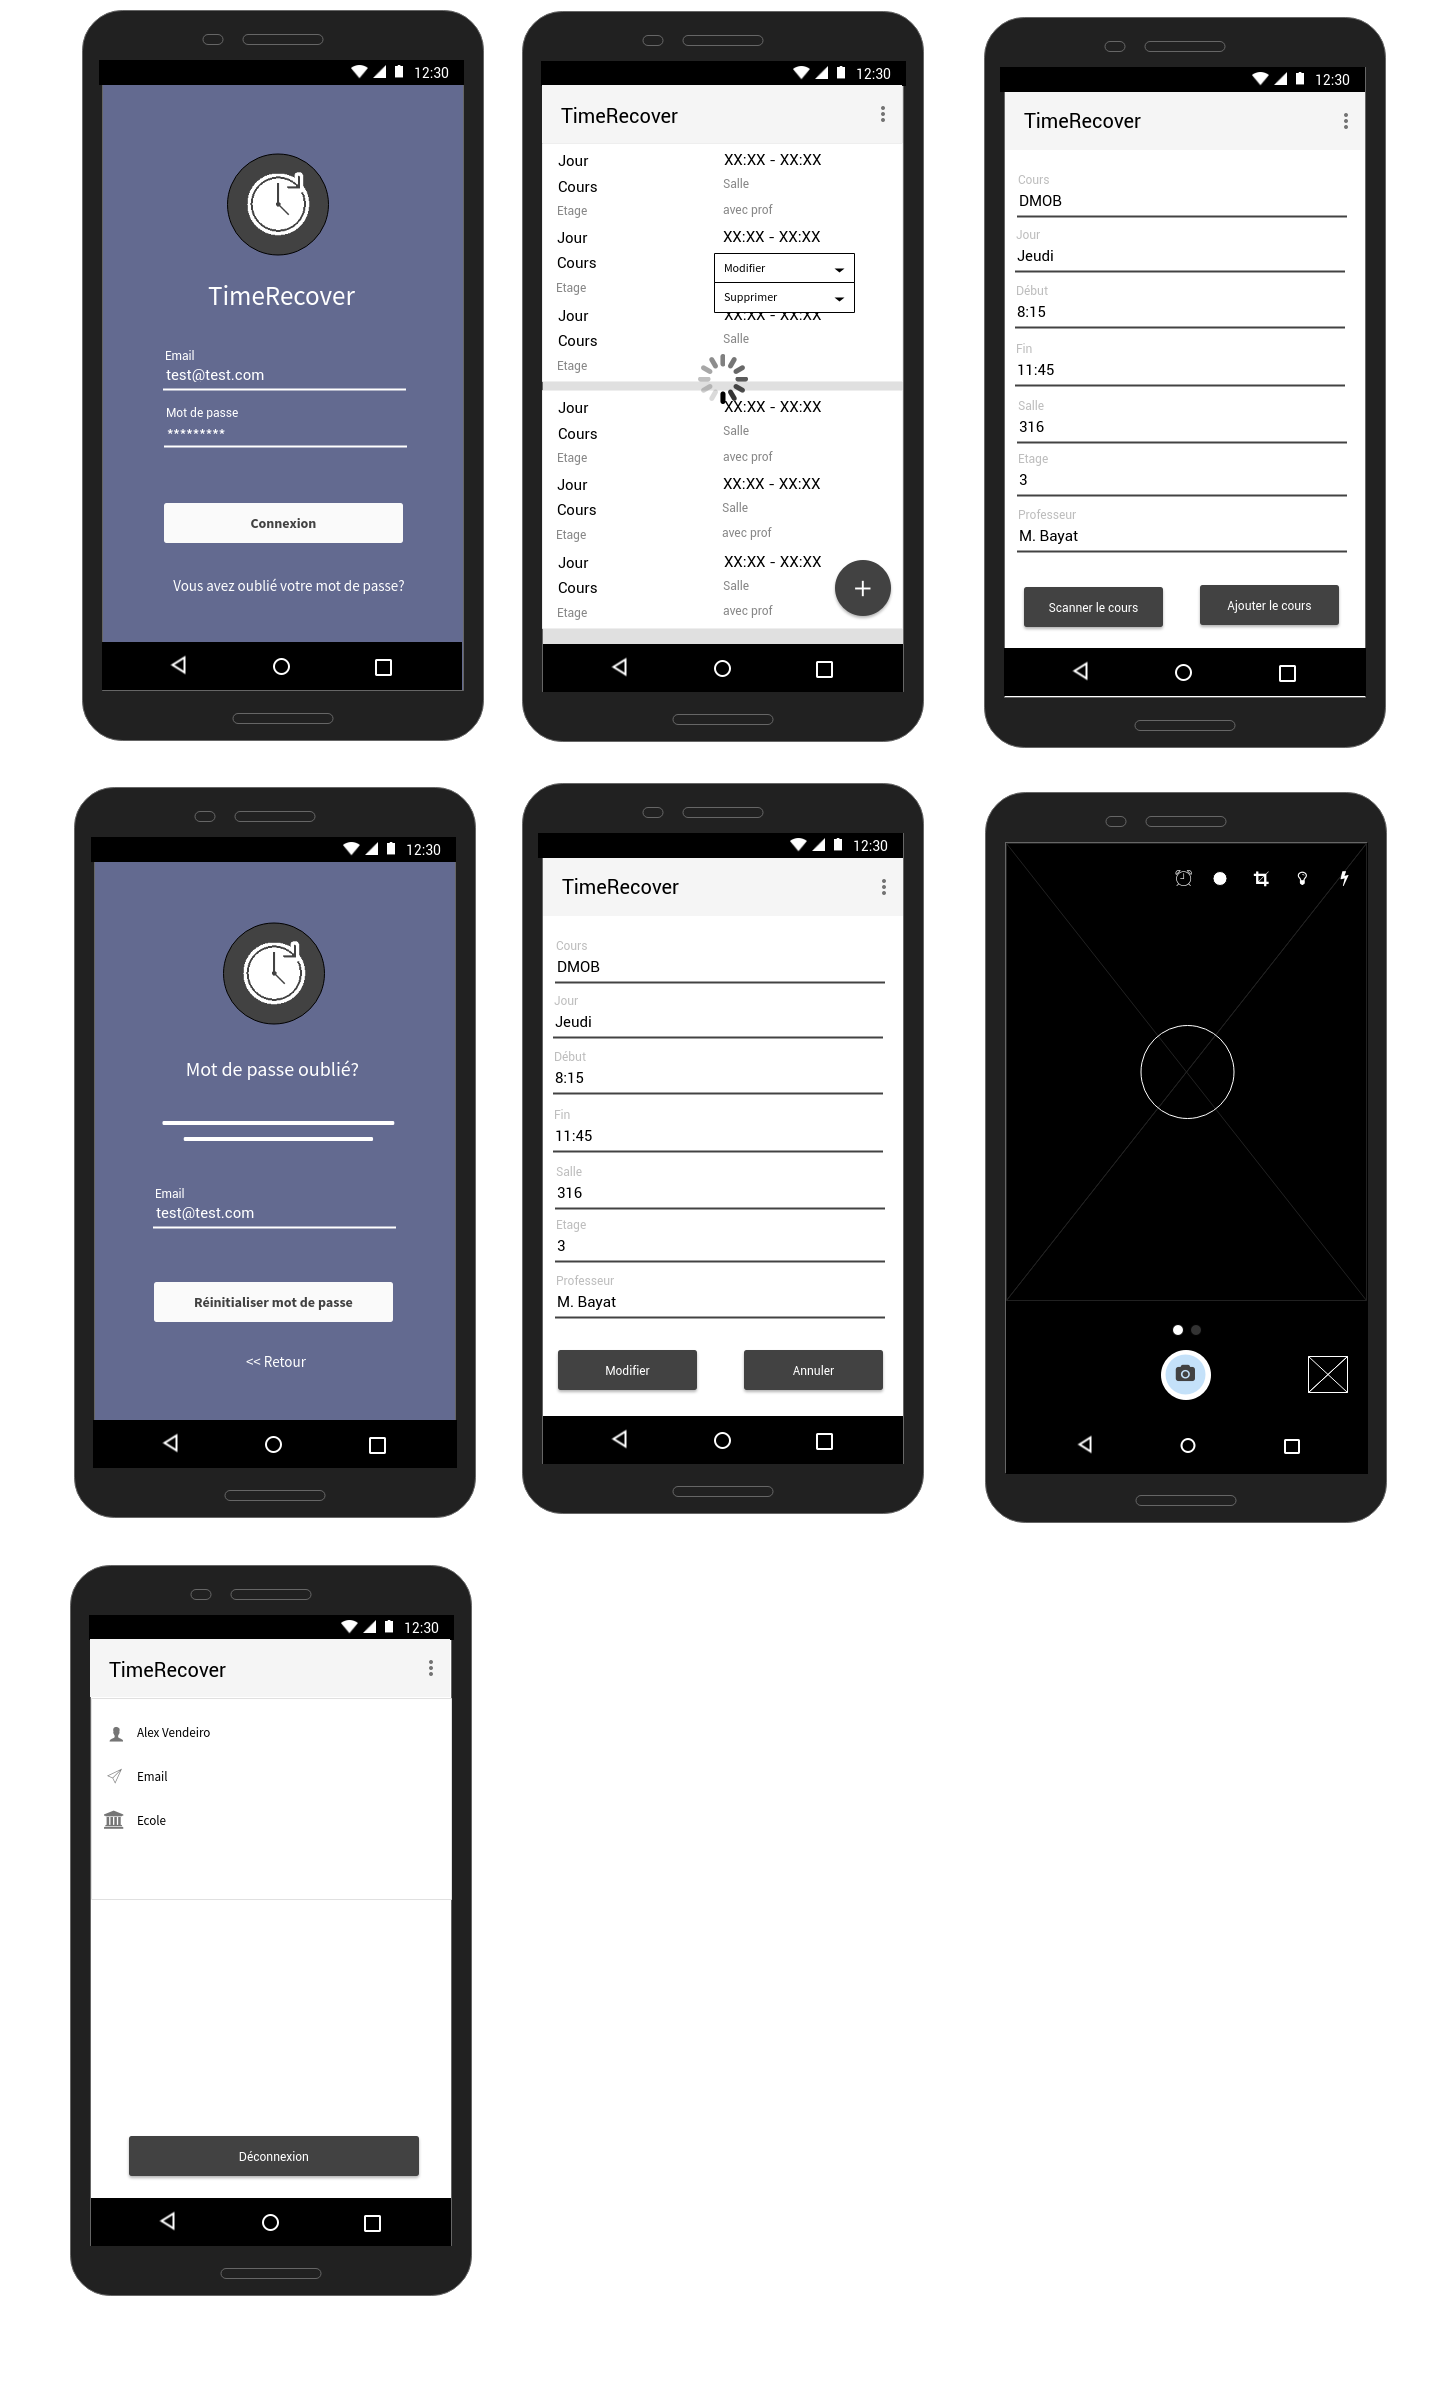 12:30
TimeRecover
Email
test@test.com
Mot de passe
*********
Connexion
Vous avez oublié votre mot de passe?
12:30
TimeRecover
Jour XX:XX - XX:XX
Cours Salle
Etage avec prof
Jour XX:XX - XX:XX
Cours Modifier
Etage Supprimer
Jour XX:XX - XX:XX
Cours Salle
Etage
Jour XX:XX - XX:XX
Cours Salle
Etage avec prof
Jour XX:XX - XX:XX
Cours Salle
Etage avec prof
Jour XX:XX - XX:XX
Cours Salle
Etage avec prof
12:30
TimeRecover
Cours
DMOB
Jour
Jeudi
Début
8:15
Fin
11:45
Salle
316
Etage
3
Professeur
M. Bayat
Scanner le cours Ajouter le cours
12:30
Mot de passe oublié?
Email
test@test.com
Réinitialiser mot de passe
<< Retour
12:30
TimeRecover
Cours
DMOB
Jour
Jeudi
Début
8:15
Fin
11:45
Salle
316
Etage
3
Professeur
M. Bayat
Modifier Annuler
12:30
TimeRecover
Alex Vendeiro
Email
Ecole
Déconnexion